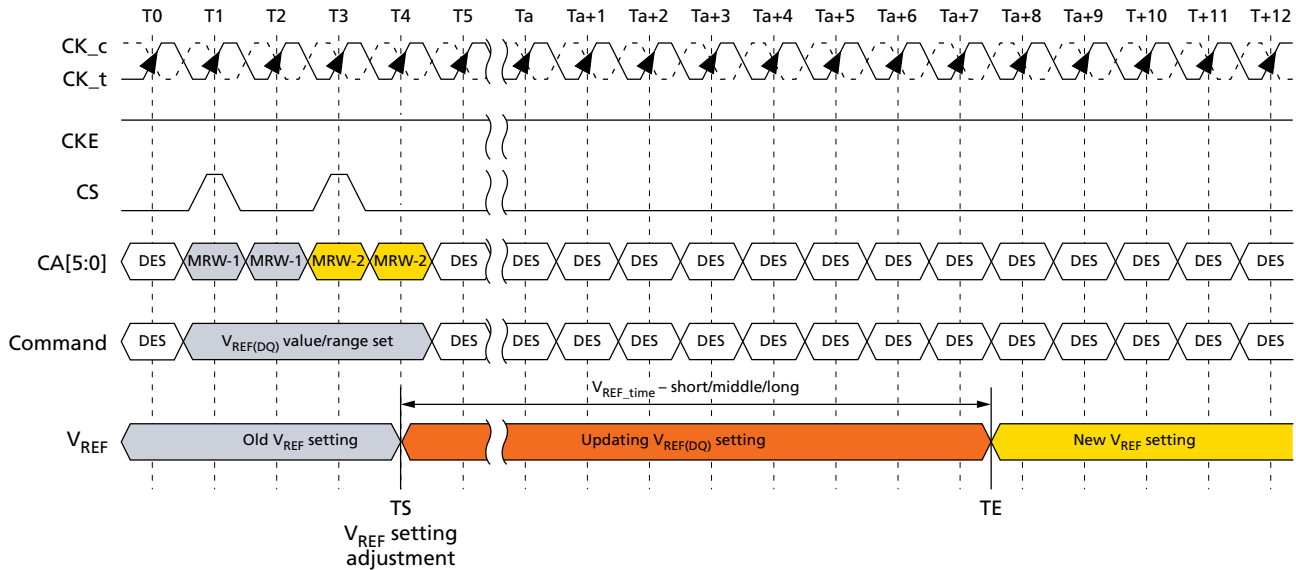 T0 T1 T2 T3 T4 T5 Ta Ta+1 Ta+2 Ta+3 Ta+4 Ta+5 Ta+6 Ta+7 Ta+8 Ta+9 T+10 T+11 T+12
CK_c
CK_t
CKE
CS
CA[5:0] DES MRW-1 MRW-1 MRW-2 MRW-2 DES DES DES DES DES DES DES DES DES DES DES DES DES DES
Command DES VREF(DQ) value/range set DES DES DES DES DES DES DES DES DES DES DES DES DES DES
VREF_time – short/middle/long
VREF Old VREF setting Updating VREF(DQ) setting New VREF setting
TS TE
VREF setting
adjustment